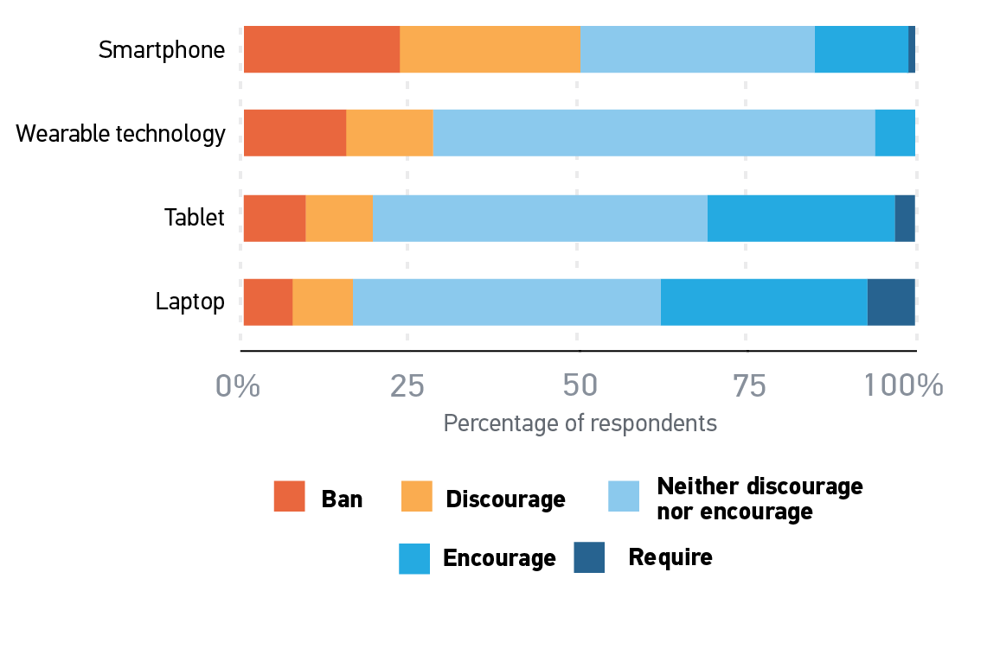 Smartphone
Wearable technology
Tablet
Laptop
0% 25 50 75 100%
Percentage of respondents
Ban Discourage Neither discourage
nor encourage
Encourage Require